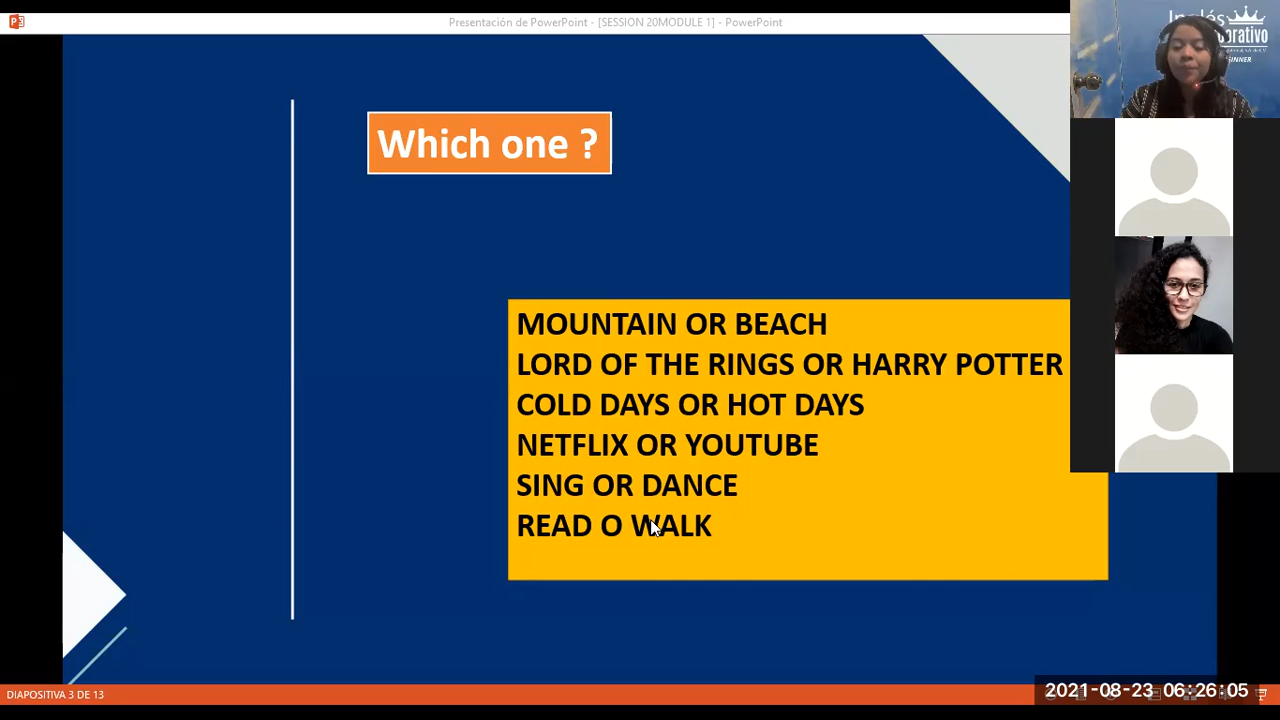 Presentación de PowerPoint - [SESSION 20MODULE 1] - PowerPoint
Which one ?
MOUNTAIN OR BEACH
LORD OF THE RINGS OR HARRY POTTER
COLD DAYS OR HOT DAYS
NETFLIX OR YOUTUBE
SING OR DANCE
READ O WALK
DIAPOSITIVA 3 DE 13
2021-08-23 06:26:05